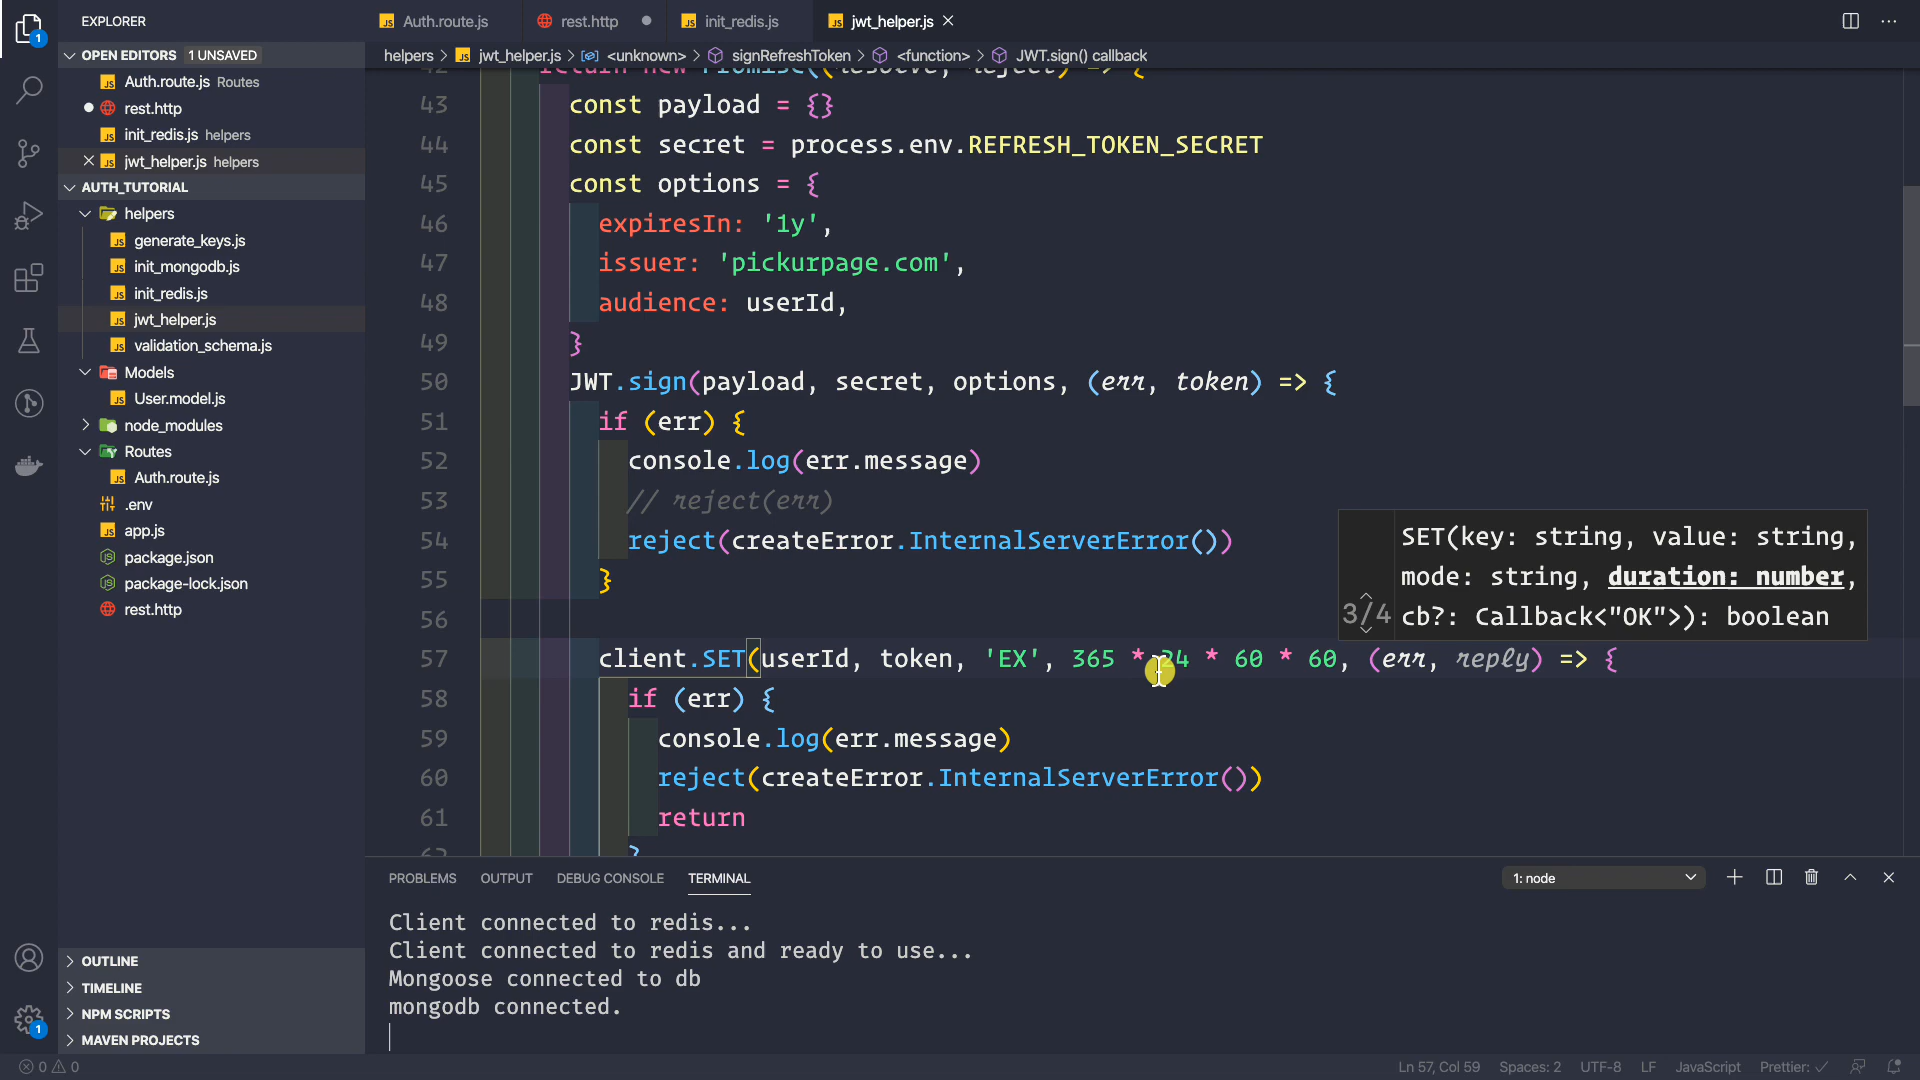 EXPLORER
OPEN EDITORS 1 UNSAVED
Auth.route.js Routes
rest.http
init_redis.js helpers
jwt_helper.js helpers
AUTH_TUTORIAL
helpers
generate_keys.js
init_mongodb.js
init_redis.js
jwt_helper.js
validation_schema.js
Models
User.model.js
node_modules
Routes
Auth.route.js
.env
app.js
package.json
package-lock.json
rest.http
OUTLINE
TIMELINE
NPM SCRIPTS
MAVEN PROJECTS
1
1
Auth.route.js rest.http init_redis.js jwt_helper.js
helpers > jwt_helper.js > <unknown> > signRefreshToken > <function> > JWT.sign() callback
42 return new Promise((resolve, reject) => {
43 const payload = {}
44 const secret = process.env.REFRESH_TOKEN_SECRET
45 const options = {
46 expiresIn: '1y',
47 issuer: 'pickurpage.com',
48 audience: userId,
49 }
50 JWT.sign(payload, secret, options, (err, token) => {
51 if (err) {
52 console.log(err.message)
53 // reject(err)
54 reject(createError.InternalServerError())
55 }
56
57 client.SET(userId, token, 'EX', 365 * 24 * 60 * 60, (err, reply) => {
58 if (err) {
59 console.log(err.message)
60 reject(createError.InternalServerError())
61 return
62 }
SET(key: string, value: string,
mode: string, duration: number,
3/4 cb?: Callback<"OK">): boolean
PROBLEMS OUTPUT DEBUG CONSOLE TERMINAL 1: node
Client connected to redis...
Client connected to redis and ready to use...
Mongoose connected to db
mongodb connected.
0 0 Ln 57, Col 59 Spaces: 2 UTF-8 LF JavaScript Prettier: ✓